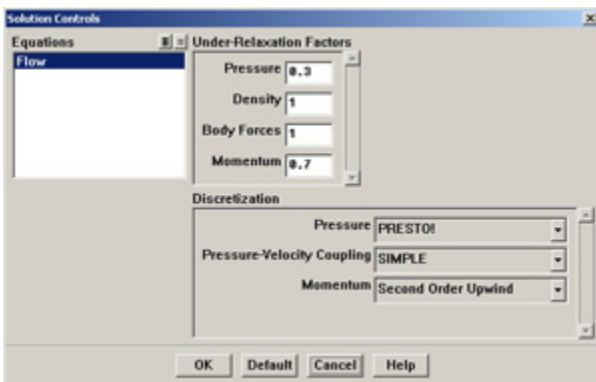 Solution Controls
Equations
Flow
Under-Relaxation Factors
Pressure 0.3
Density 1
Body Forces 1
Momentum 0.7
Discretization
Pressure PRESTO!
Pressure-Velocity Coupling SIMPLE
Momentum Second Order Upwind
OK Default Cancel Help